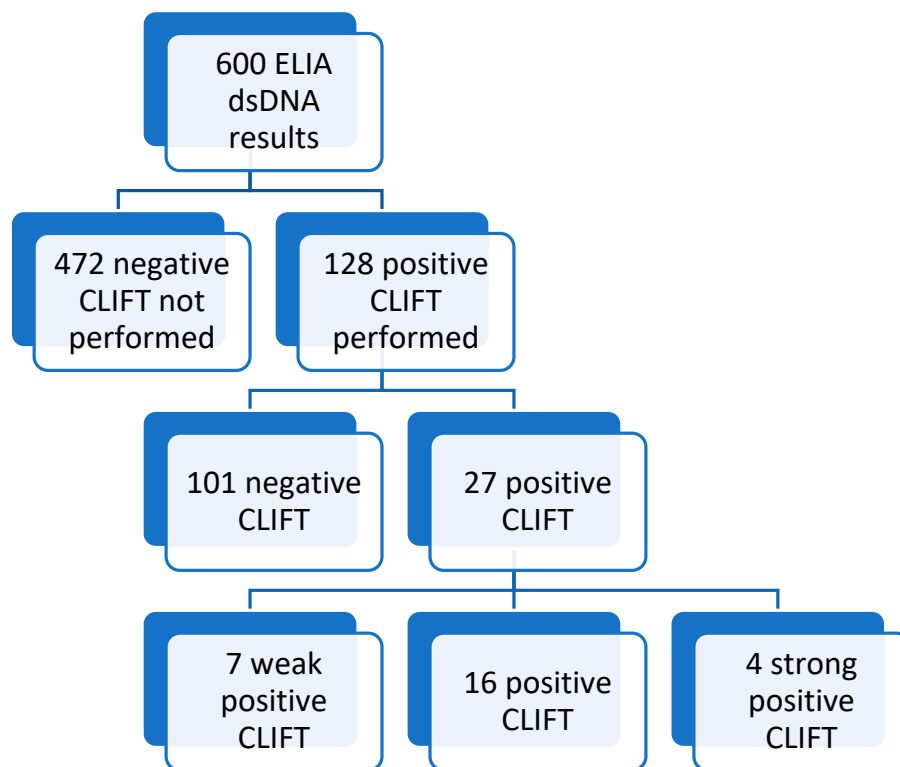 600 ELIA
dsDNA
results
472 negative
CLIFT not
performed
128 positive
CLIFT
performed
101 negative
CLIFT
27 positive
CLIFT
7 weak
positive
CLIFT
16 positive
CLIFT
4 strong
positive
CLIFT